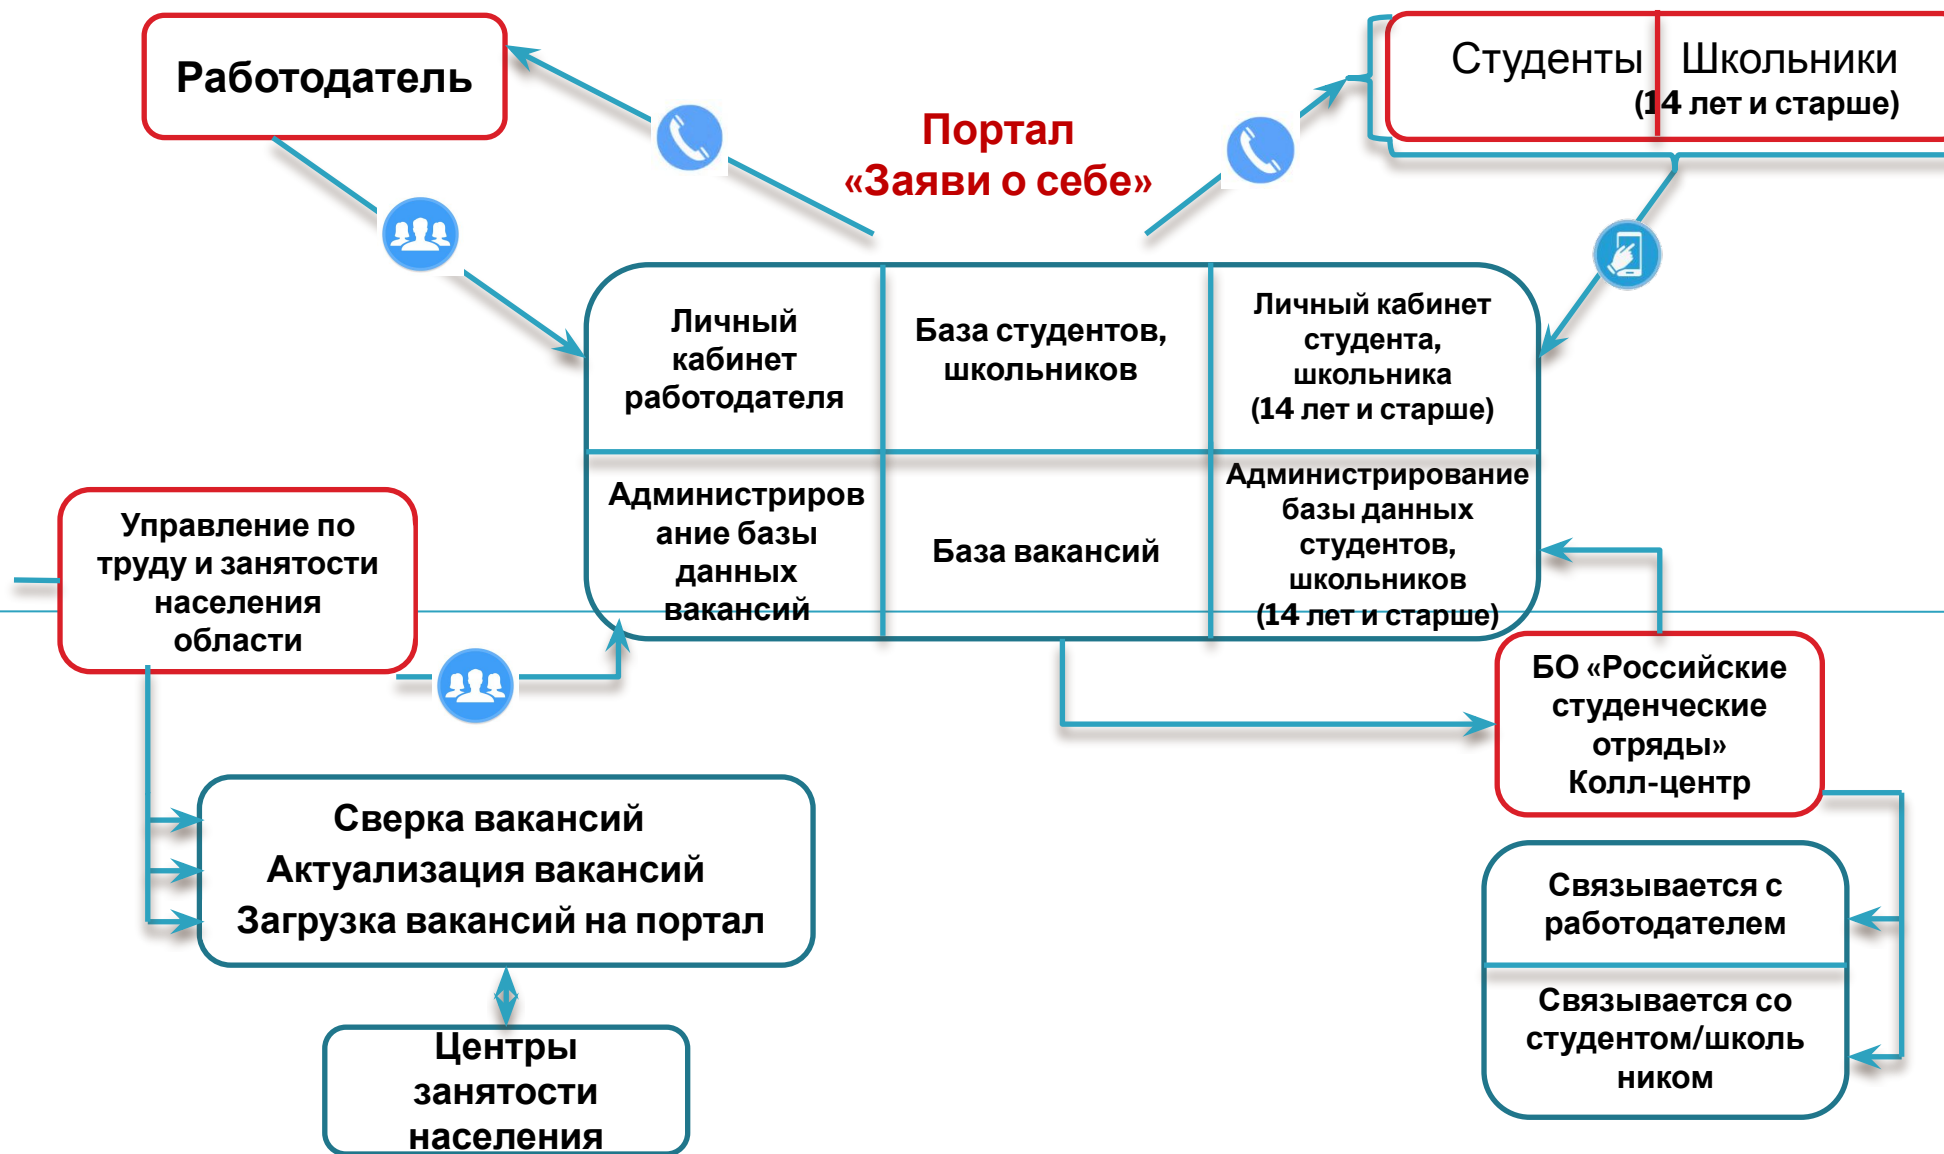 Работодатель
Портал
«Заяви о себе»
Студенты
Школьники
(14 лет и старше)
Личный
кабинет
работодателя
База студентов,
школьников
Личный кабинет
студента,
школьника
(14 лет и старше)
Администриров
ание базы
данных
вакансий
База вакансий
Администрирование
базы данных
студентов,
школьников
(14 лет и старше)
Управление по
труду и занятости
населения
области
БО «Российские
студенческие
отряды»
Колл-центр
Сверка вакансий
Актуализация вакансий
Загрузка вакансий на портал
Связывается с
работодателем
Связывается со
студентом/школь
ником
Центры
занятости
населения